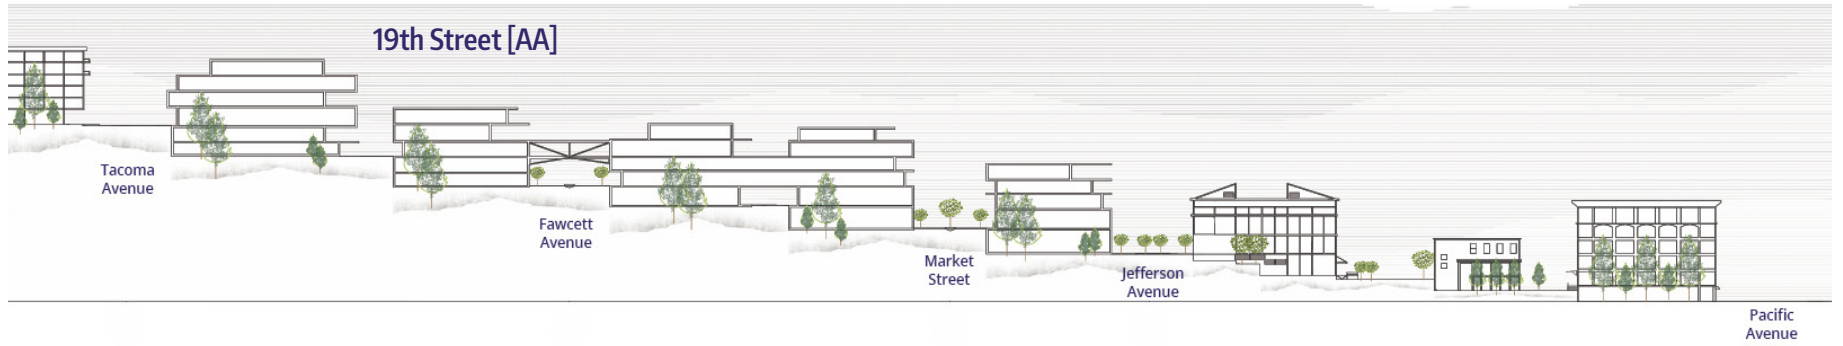 19th Street [AA]
Tacoma
Avenue
Fawcett
Avenue
Market
Street
Jefferson
Avenue
Pacific
Avenue